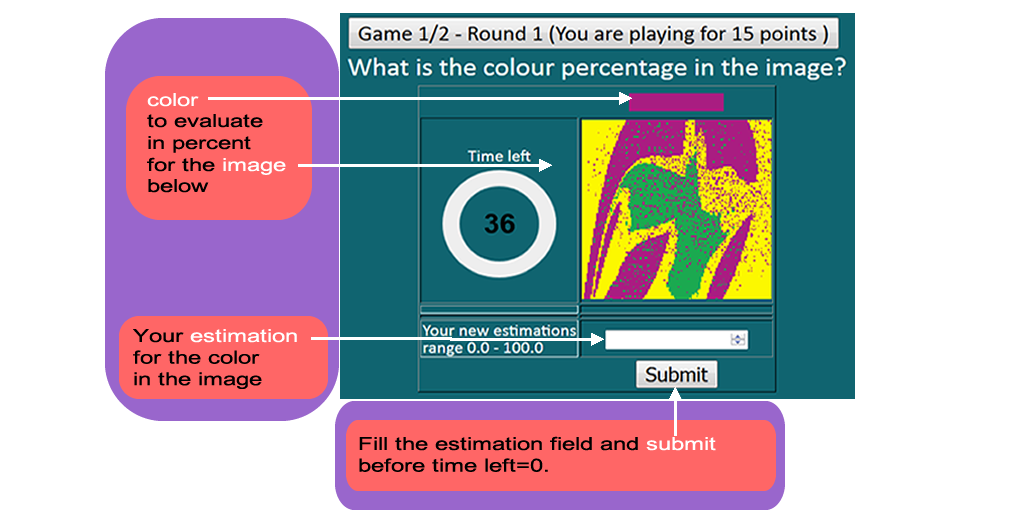 Game 1/2 - Round 1 (You are playing for 15 points )
What is the colour percentage in the image?
color
to evaluate
in percent
for the image
below
Time left
36
Your estimation
for the color
in the image
Your new estimations
range 0.0 - 100.0
Submit
Fill the estimation field and submit
before time left=0.